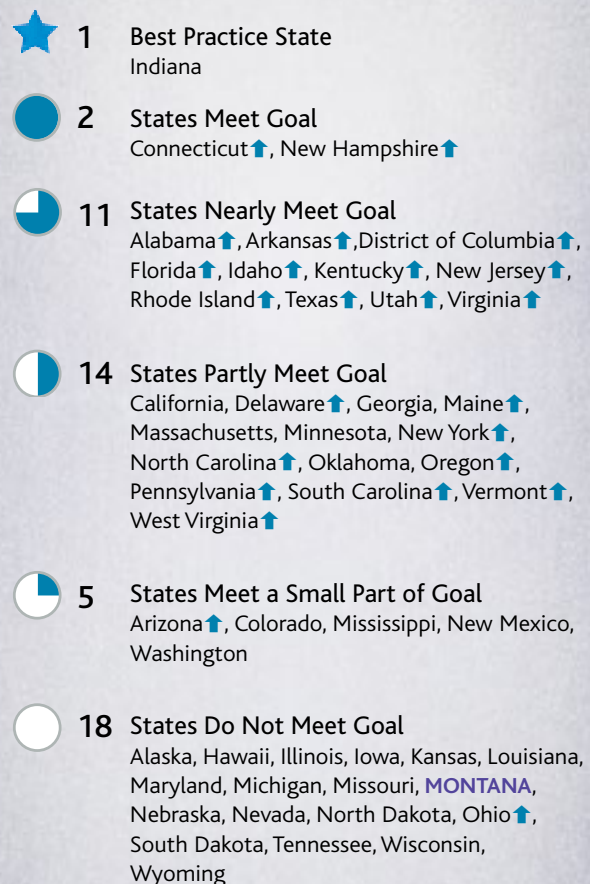 1 Best Practice State
Indiana
2 States Meet Goal
Connecticut⬆, New Hampshire⬆
11 States Nearly Meet Goal
Alabama⬆, Arkansas⬆,District of Columbia⬆,
Florida⬆, Idaho⬆, Kentucky⬆, New Jersey⬆,
Rhode Island⬆, Texas⬆, Utah⬆, Virginia⬆
14 States Partly Meet Goal
California, Delaware⬆, Georgia, Maine⬆,
Massachusetts, Minnesota, New York⬆,
North Carolina⬆, Oklahoma, Oregon⬆,
Pennsylvania⬆, South Carolina⬆, Vermont⬆,
West Virginia⬆
5 States Meet a Small Part of Goal
Arizona⬆, Colorado, Mississippi, New Mexico,
Washington
18 States Do Not Meet Goal
Alaska, Hawaii, Illinois, Iowa, Kansas, Louisiana,
Maryland, Michigan, Missouri, MONTANA,
Nebraska, Nevada, North Dakota, Ohio⬆,
South Dakota, Tennessee, Wisconsin,
Wyoming